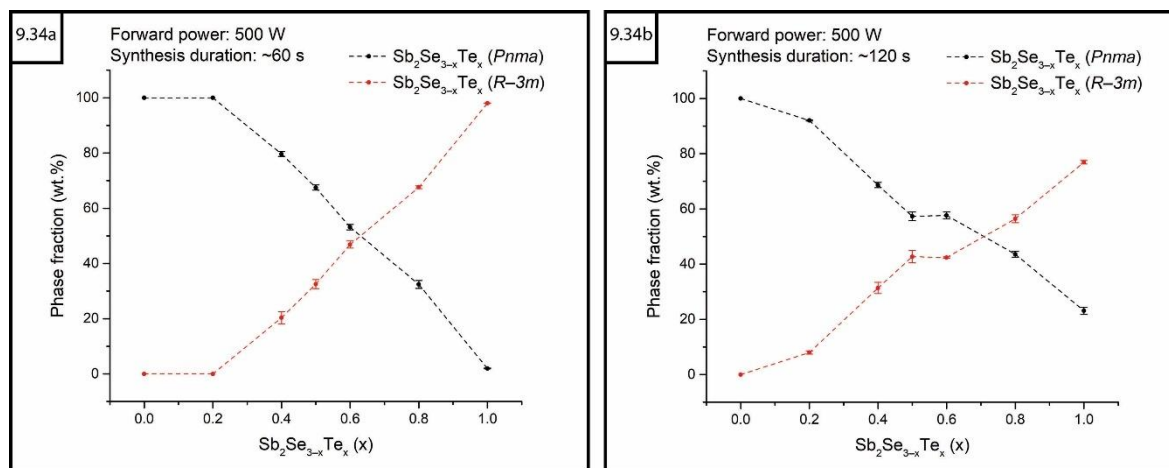 9.34a
Forward power: 500 W
Synthesis duration: ~60 s
Sb₂Se₃₋ₓTeₓ (Pnma)
Sb₂Se₃₋ₓTeₓ (R–3m)
Phase fraction (wt.%)
100
80
60
40
20
0
0.0 0.2 0.4 0.6 0.8 1.0
Sb₂Se₃₋ₓTeₓ (x)
9.34b
Forward power: 500 W
Synthesis duration: ~120 s
Sb₂Se₃₋ₓTeₓ (Pnma)
Sb₂Se₃₋ₓTeₓ (R–3m)
Phase fraction (wt.%)
100
80
60
40
20
0
0.0 0.2 0.4 0.6 0.8 1.0
Sb₂Se₃₋ₓTeₓ (x)